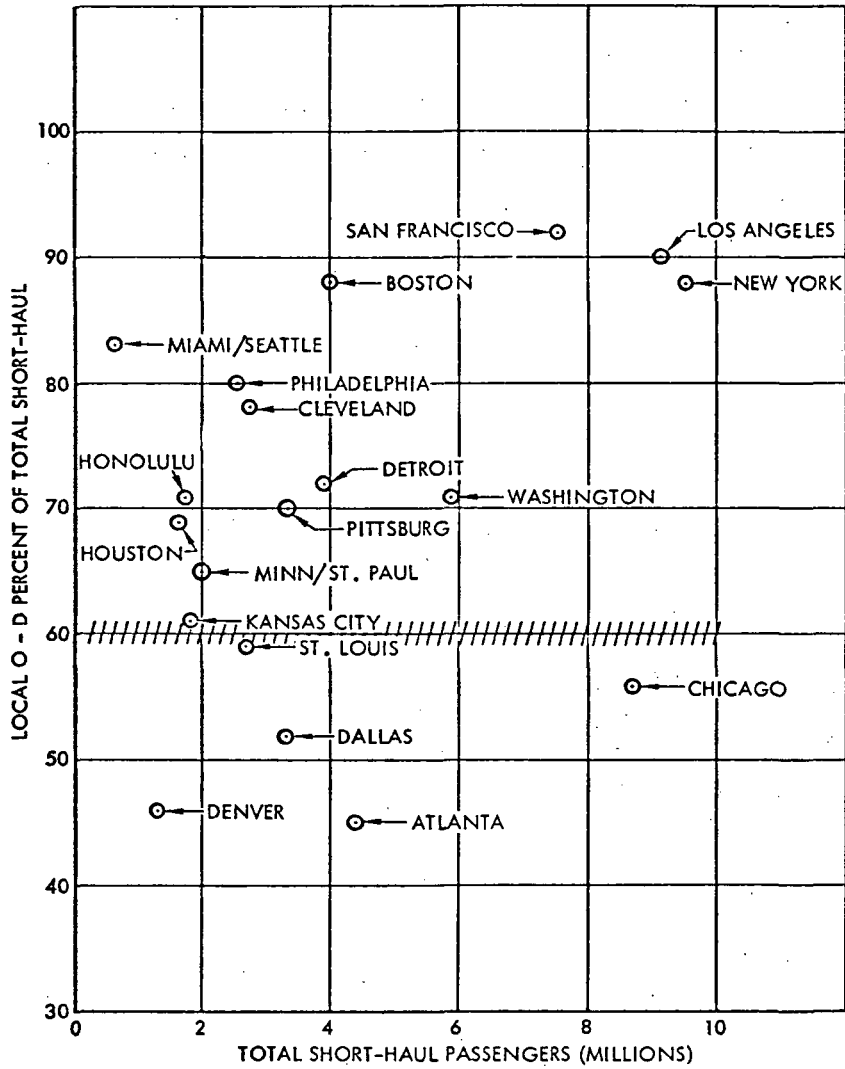 100
SAN FRANCISCO
LOS ANGELES
90
BOSTON
NEW YORK
MIAMI/SEATTLE
80
PHILADELPHIA
CLEVELAND
HONOLULU
DETROIT
WASHINGTON
70
PITTSBURG
HOUSTON
MINN/ST. PAUL
KANSAS CITY
60
ST. LOUIS
CHICAGO
DALLAS
50
DENVER
ATLANTA
40
30
LOCAL O - D PERCENT OF TOTAL SHORT-HAUL
0 2 4 6 8 10
TOTAL SHORT-HAUL PASSENGERS (MILLIONS)